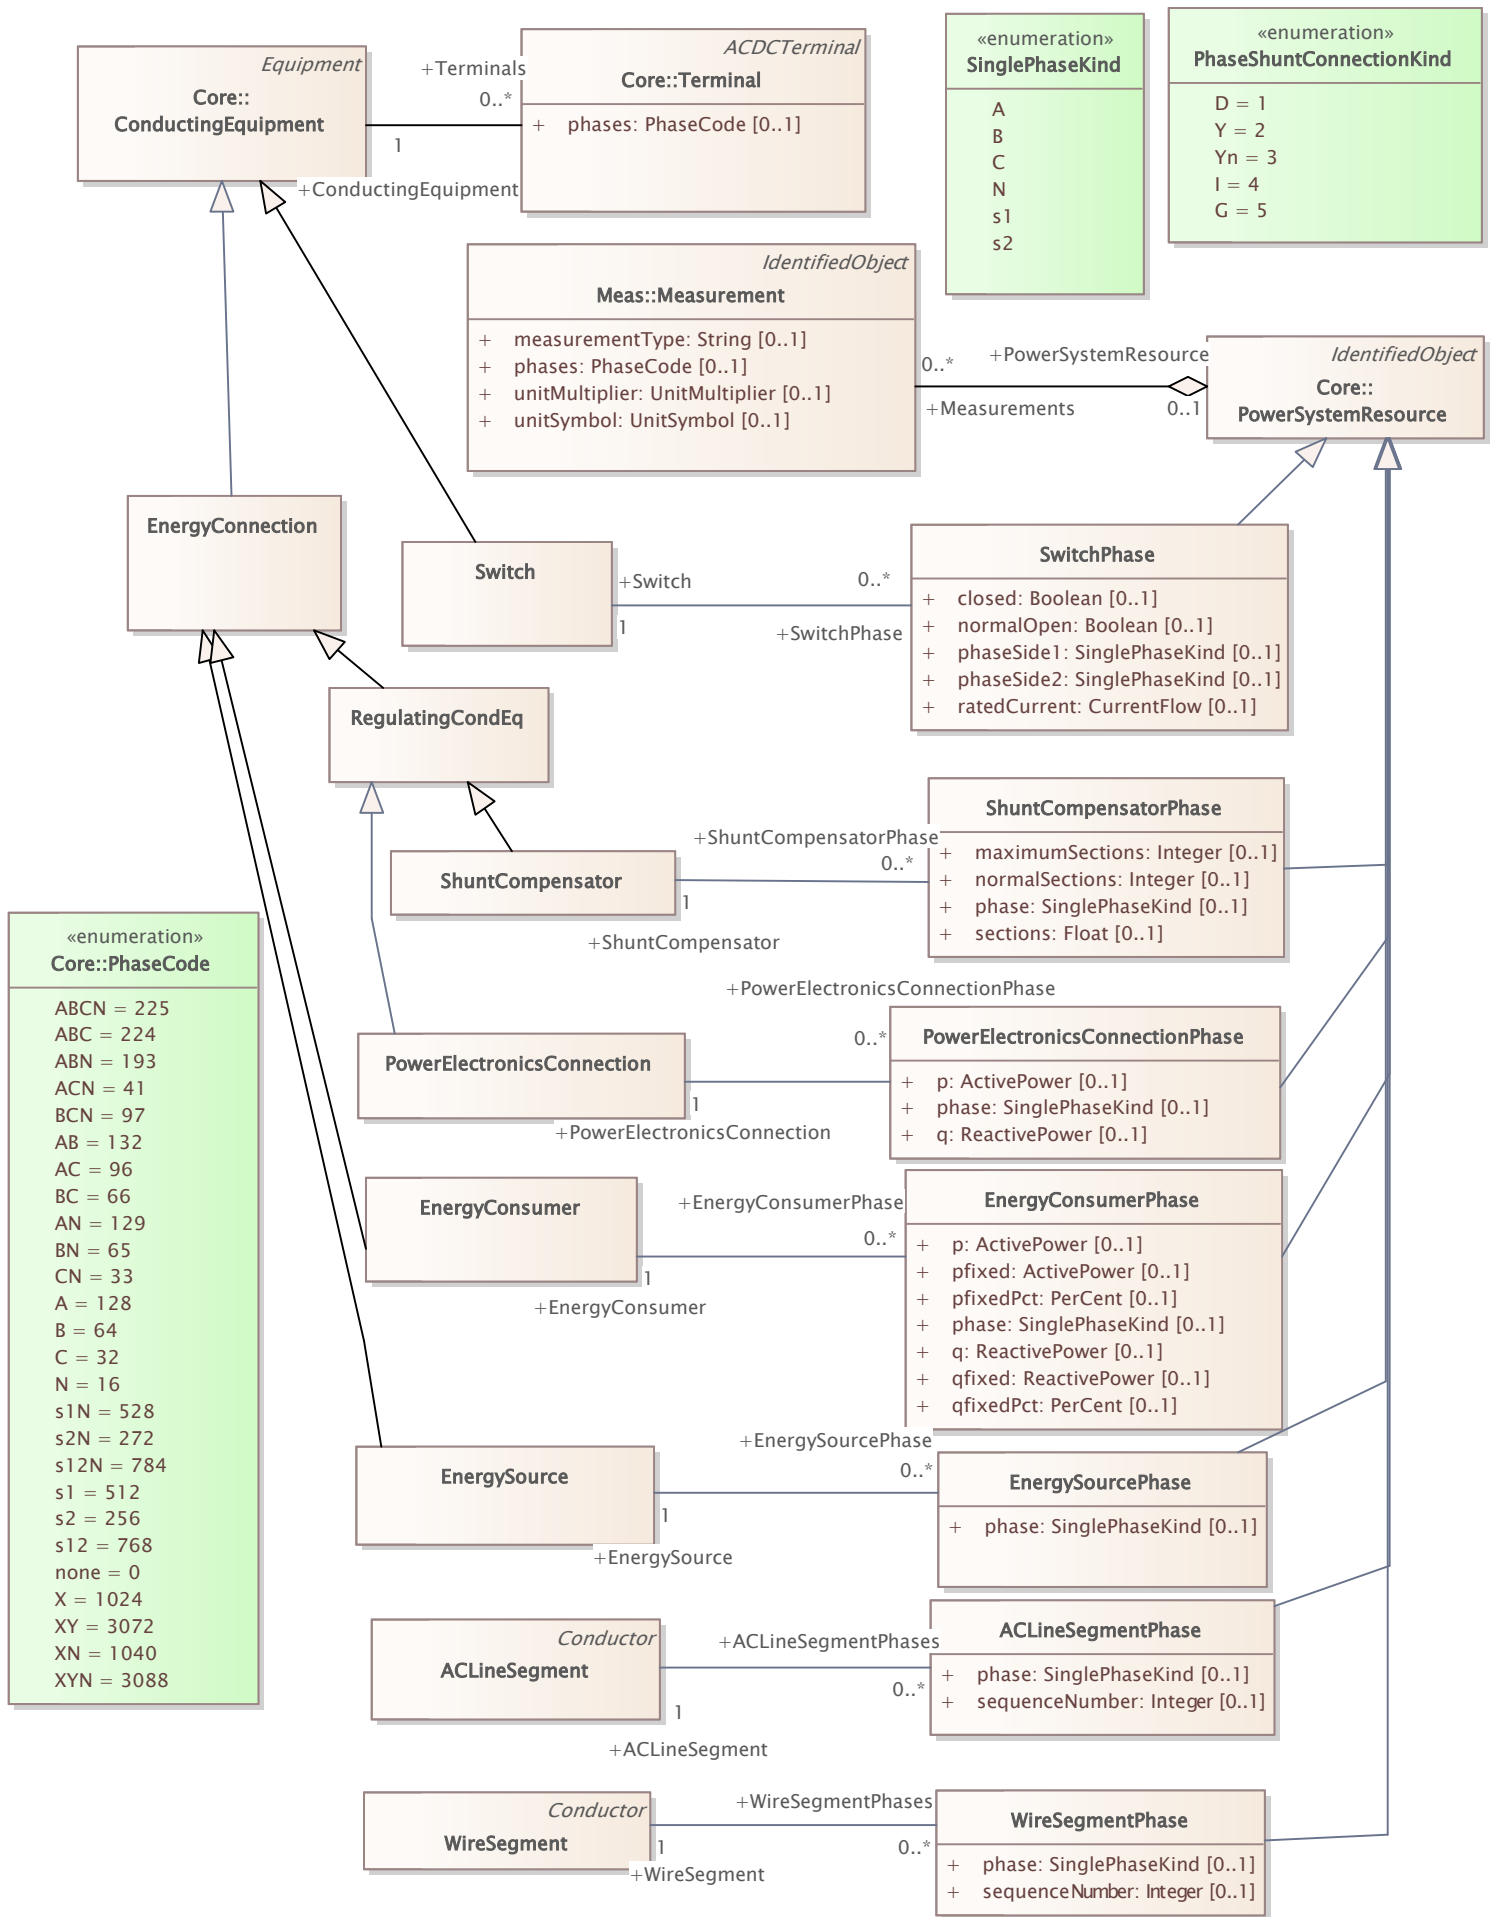 Equipment
Core::
ConductingEquipment
+Terminals
0..*
1
+ConductingEquipment
ACDCTerminal
Core::Terminal
+ phases: PhaseCode [0..1]
«enumeration»
SinglePhaseKind
A
B
C
N
s1
s2
«enumeration»
PhaseShuntConnectionKind
D = 1
Y = 2
Yn = 3
I = 4
G = 5
IdentifiedObject
Meas::Measurement
+ measurementType: String [0..1]
+ phases: PhaseCode [0..1]
+ unitMultiplier: UnitMultiplier [0..1]
+ unitSymbol: UnitSymbol [0..1]
+PowerSystemResource
0..*
+Measurements
0..1
IdentifiedObject
Core::
PowerSystemResource
EnergyConnection
Switch
+Switch
1
0..*
+SwitchPhase
SwitchPhase
+ closed: Boolean [0..1]
+ normalOpen: Boolean [0..1]
+ phaseSide1: SinglePhaseKind [0..1]
+ phaseSide2: SinglePhaseKind [0..1]
+ ratedCurrent: CurrentFlow [0..1]
RegulatingCondEq
ShuntCompensator
+ShuntCompensatorPhase
0..*
1
+ShuntCompensator
ShuntCompensatorPhase
+ maximumSections: Integer [0..1]
+ normalSections: Integer [0..1]
+ phase: SinglePhaseKind [0..1]
+ sections: Float [0..1]
«enumeration»
Core::PhaseCode
ABCN = 225
ABC = 224
ABN = 193
ACN = 41
BCN = 97
AB = 132
AC = 96
BC = 66
AN = 129
BN = 65
CN = 33
A = 128
B = 64
C = 32
N = 16
s1N = 528
s2N = 272
s12N = 784
s1 = 512
s2 = 256
s12 = 768
none = 0
X = 1024
XY = 3072
XN = 1040
XYN = 3088
PowerElectronicsConnection
+PowerElectronicsConnectionPhase
0..*
1
+PowerElectronicsConnection
PowerElectronicsConnectionPhase
+ p: ActivePower [0..1]
+ phase: SinglePhaseKind [0..1]
+ q: ReactivePower [0..1]
EnergyConsumer
+EnergyConsumerPhase
0..*
1
+EnergyConsumer
EnergyConsumerPhase
+ p: ActivePower [0..1]
+ pfixed: ActivePower [0..1]
+ pfixedPct: PerCent [0..1]
+ phase: SinglePhaseKind [0..1]
+ q: ReactivePower [0..1]
+ qfixed: ReactivePower [0..1]
+ qfixedPct: PerCent [0..1]
EnergySource
+EnergySourcePhase
0..*
1
+EnergySource
EnergySourcePhase
+ phase: SinglePhaseKind [0..1]
Conductor
ACLineSegment
+ACLineSegmentPhases
0..*
1
+ACLineSegment
ACLineSegmentPhase
+ phase: SinglePhaseKind [0..1]
+ sequenceNumber: Integer [0..1]
Conductor
WireSegment
+WireSegmentPhases
0..*
1
+WireSegment
WireSegmentPhase
+ phase: SinglePhaseKind [0..1]
+ sequenceNumber: Integer [0..1]